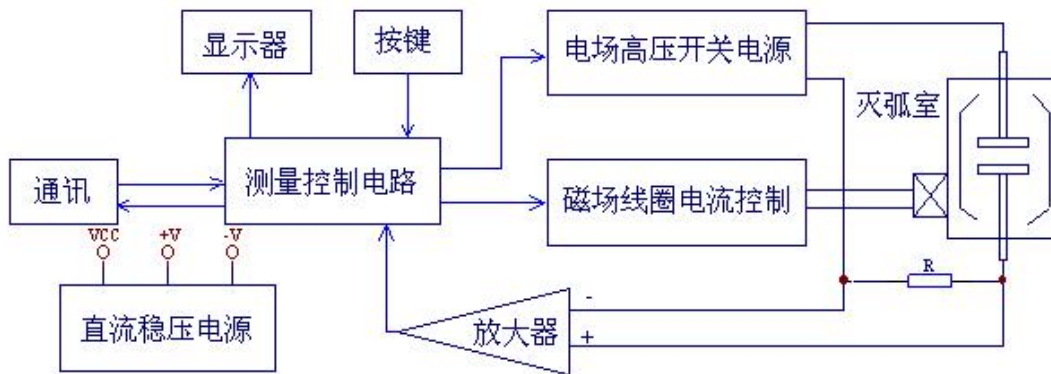 显示器
按键
电场高压开关电源
灭弧室
通讯
测量控制电路
磁场线圈电流控制
VCC
+V
-V
R
直流稳压电源
放大器
-
+